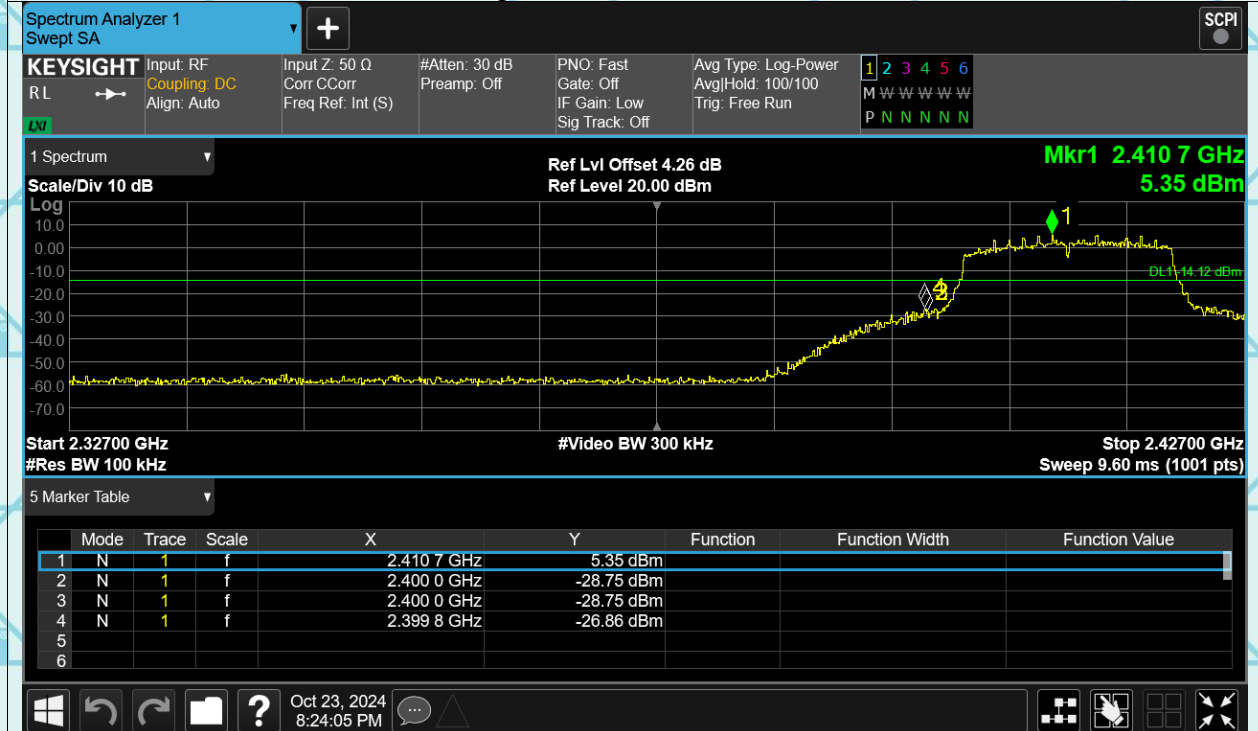 Spectrum Analyzer 1
Swept SA
+
SCPI
KEYSIGHT
R L
LXI
Input: RF
Coupling: DC
Align: Auto
Input Z: 50 Ω
Corr CCorr
Freq Ref: Int (S)
#Atten: 30 dB
Preamp: Off
PNO: Fast
Gate: Off
IF Gain: Low
Sig Track: Off
Avg Type: Log-Power
Avg|Hold: 100/100
Trig: Free Run
1 2 3 4 5 6
M W W W W W
P N N N N N
1 Spectrum
Scale/Div 10 dB
Ref Lvl Offset 4.26 dB
Ref Level 20.00 dBm
Mkr1 2.410 7 GHz
5.35 dBm
Log
10.0
0.00
-10.0
-20.0
-30.0
-40.0
-50.0
-60.0
-70.0
1
DL1 -14.12 dBm
Start 2.32700 GHz
#Res BW 100 kHz
#Video BW 300 kHz
Stop 2.42700 GHz
Sweep 9.60 ms (1001 pts)
5 Marker Table
Mode Trace Scale X Y Function Function Width Function Value
1 N 1 f 2.410 7 GHz 5.35 dBm
2 N 1 f 2.400 0 GHz -28.75 dBm
3 N 1 f 2.400 0 GHz -28.75 dBm
4 N 1 f 2.399 8 GHz -26.86 dBm
5
6
?
Oct 23, 2024
8:24:05 PM